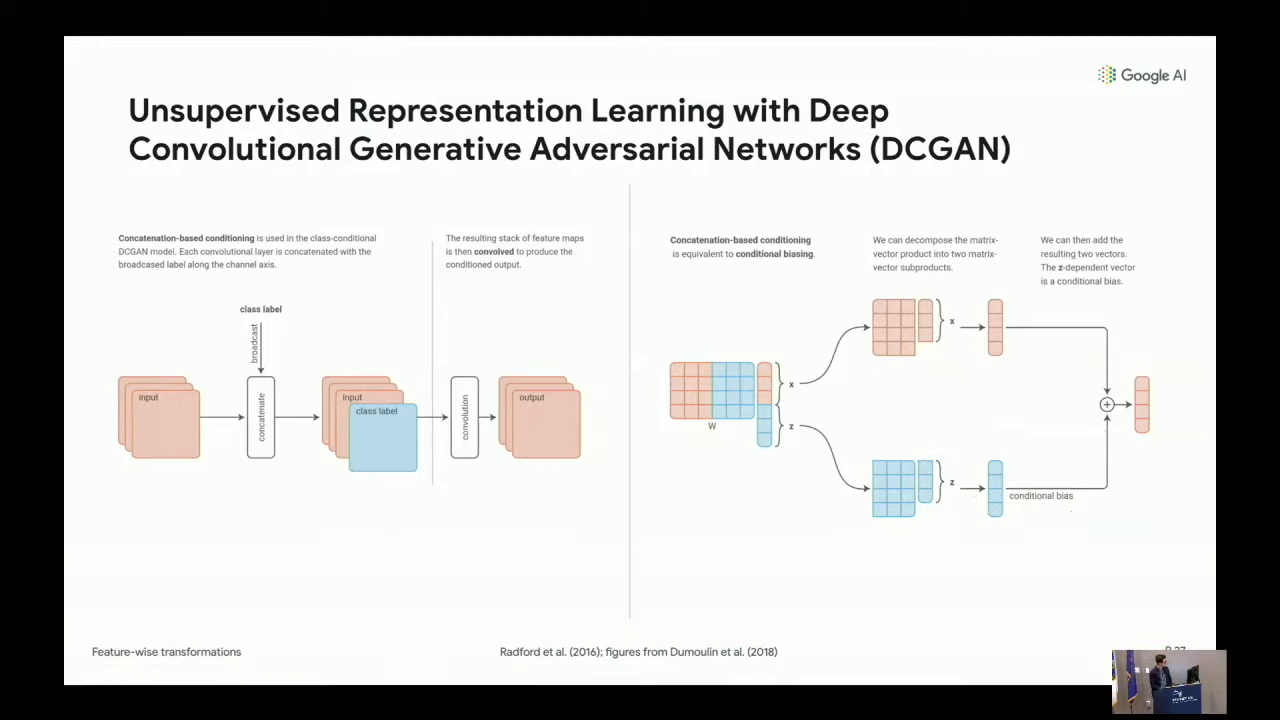 Google AI
Unsupervised Representation Learning with Deep
Convolutional Generative Adversarial Networks (DCGAN)
Concatenation-based conditioning is used in the class-conditional
DCGAN model. Each convolutional layer is concatenated with the
broadcased label along the channel axis.
The resulting stack of feature maps
is then convolved to produce the
conditioned output.
class label
broadcast
input
concatenate
input
class label
convolution
output
Concatenation-based conditioning
is equivalent to conditional biasing.
We can decompose the matrix-
vector product into two matrix-
vector subproducts.
We can then add the
resulting two vectors.
The z-dependent vector
is a conditional bias.
W
x
z
x
z
conditional bias
Feature-wise transformations
Radford et al. (2016); figures from Dumoulin et al. (2018)